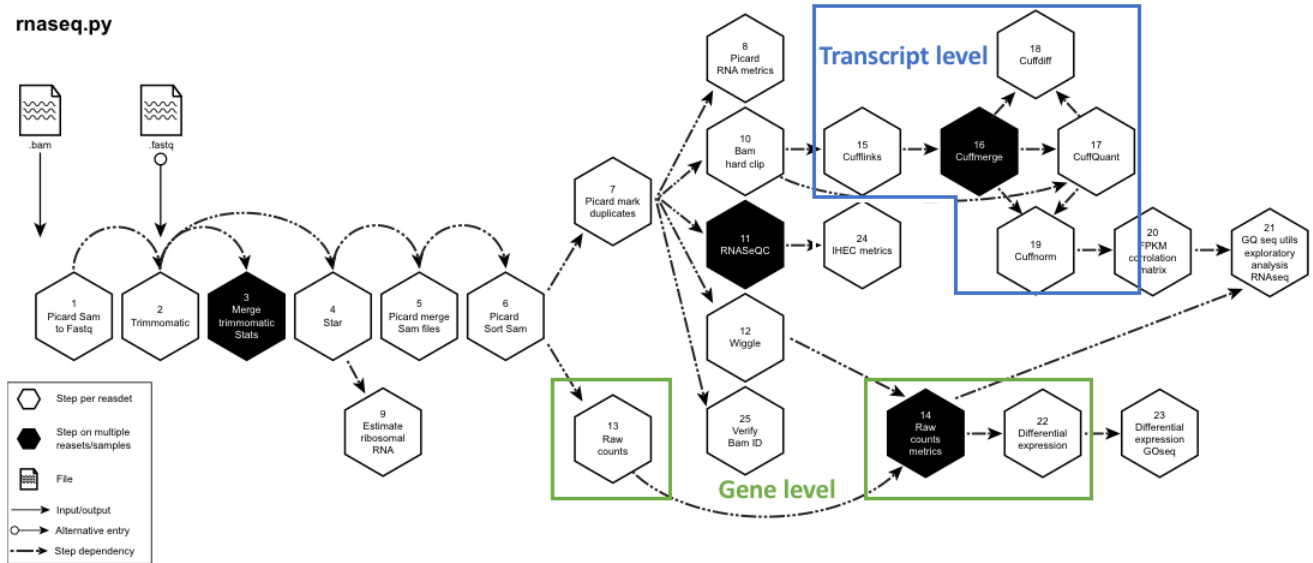 rnaseq.py
.bam
.fastq
1
Picard Sam
to Fastq
2
Trimmomatic
3
Merge
trimmomatic
Stats
4
Star
5
Picard merge
Sam files
6
Picard
Sort Sam
7
Picard mark
duplicates
8
Picard
RNA metrics
9
Estimate
ribosomal
RNA
10
Bam
hard clip
11
RNASeQC
12
Wiggle
13
Raw
counts
25
Verify
Bam ID
Transcript level
15
Cufflinks
16
Cuffmerge
17
CuffQuant
18
Cuffdiff
19
Cuffnorm
20
FPKM
corrolation
matrix
21
GQ seq utils
exploratory
analysis
RNAseq
24
IHEC metrics
Gene level
14
Raw
counts
metrics
22
Differential
expression
23
Differential
expression
GOseq
Step per reasdet
Step on multiple
reasets/samples
File
Input/output
Alternative entry
Step dependency